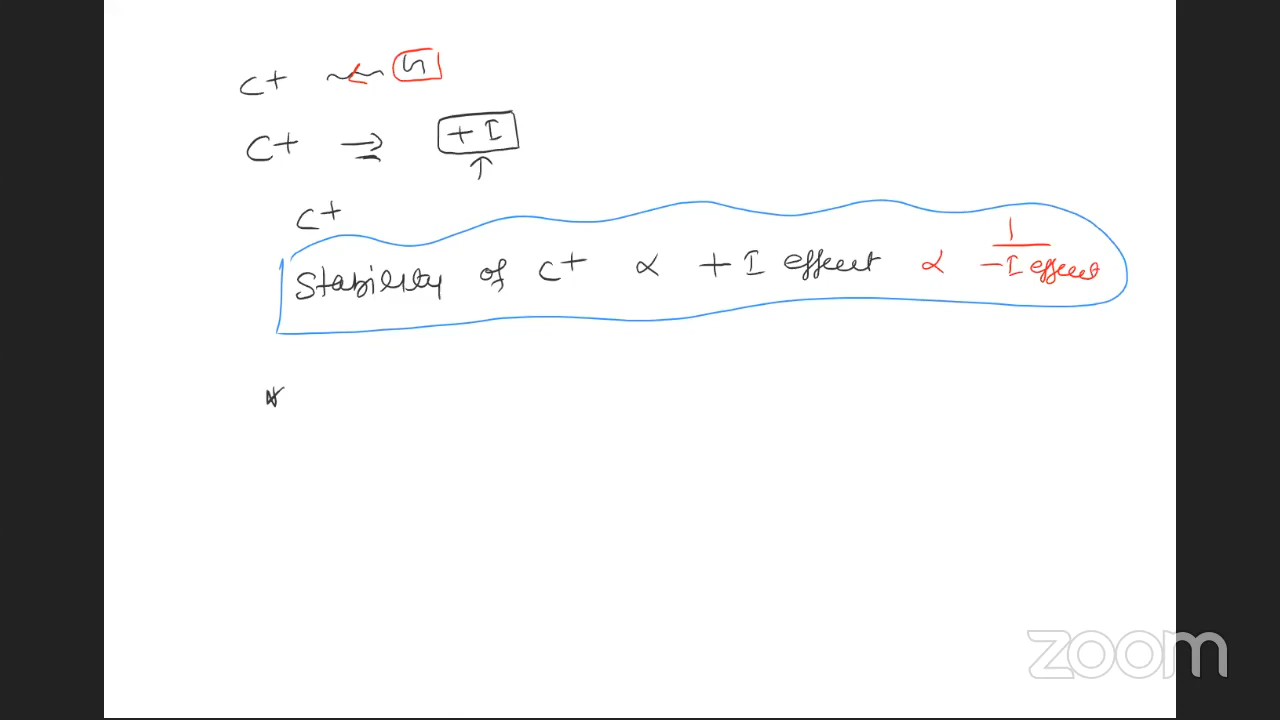 C+ ← G
C+ → +I
↑
C+
Stability of C+ ∝ +I effect ∝ 1/-I effect
*
zoom